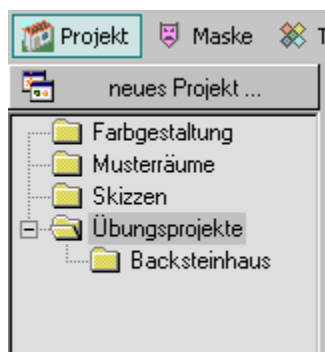 Projekt Maske T
neues Projekt ...
Farbgestaltung
Musterräume
Skizzen
Übungsprojekte
Backsteinhaus